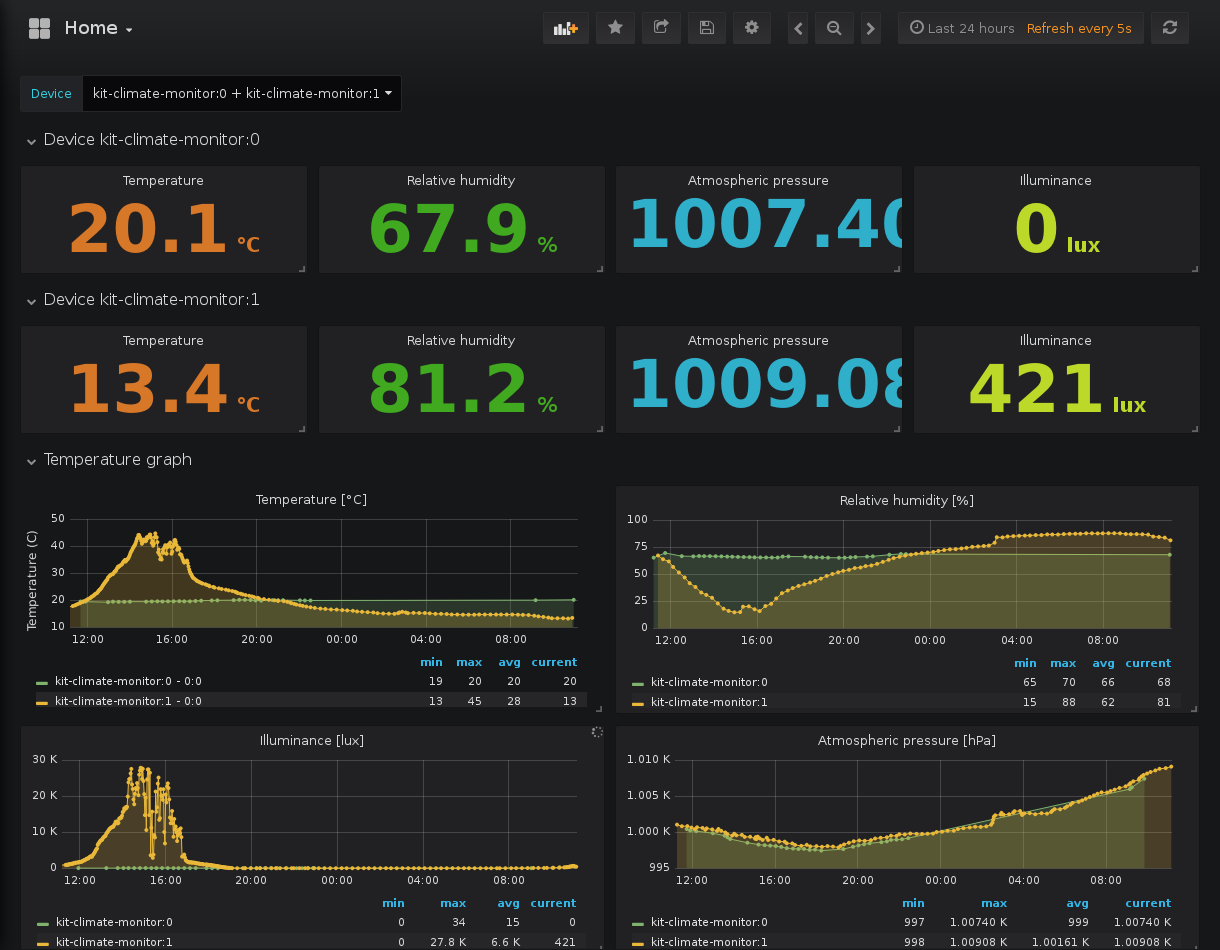 Home
Last 24 hours Refresh every 5s
Device kit-climate-monitor:0 + kit-climate-monitor:1
Device kit-climate-monitor:0
Temperature Relative humidity Atmospheric pressure Illuminance
20.1 °C 67.9 % 1007.40 0 lux
Device kit-climate-monitor:1
Temperature Relative humidity Atmospheric pressure Illuminance
13.4 °C 81.2 % 1009.08 421 lux
Temperature graph
Temperature [°C]
Temperature (C)
50
40
30
20
10
12:00 16:00 20:00 00:00 04:00 08:00
min max avg current
kit-climate-monitor:0 - 0:0 19 20 20 20
kit-climate-monitor:1 - 0:0 13 45 28 13
Relative humidity [%]
100
75
50
25
0
12:00 16:00 20:00 00:00 04:00 08:00
min max avg current
kit-climate-monitor:0 65 70 66 68
kit-climate-monitor:1 15 88 62 81
Illuminance [lux]
30 K
20 K
10 K
0
12:00 16:00 20:00 00:00 04:00 08:00
min max avg current
kit-climate-monitor:0 0 34 15 0
kit-climate-monitor:1 0 27.8 K 6.6 K 421
Atmospheric pressure [hPa]
1.010 K
1.005 K
1.000 K
995
12:00 16:00 20:00 00:00 04:00 08:00
min max avg current
kit-climate-monitor:0 997 1.00740 K 999 1.00740 K
kit-climate-monitor:1 998 1.00908 K 1.00161 K 1.00908 K